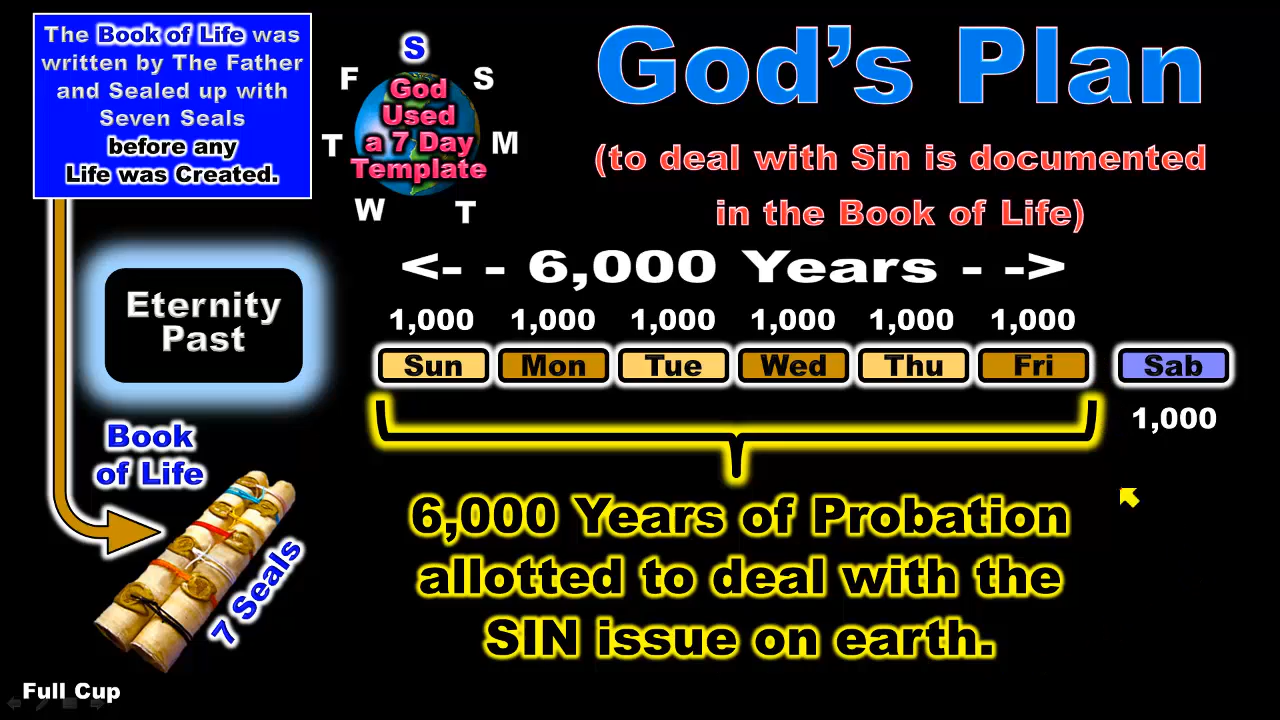 The Book of Life was
written by The Father
and Sealed up with
Seven Seals
before any
Life was Created.
S
F
S
T
M
W
T
God
Used
a 7 Day
Template
God's Plan
(to deal with Sin is documented
in the Book of Life)
<- - 6,000 Years - ->
1,000 1,000 1,000 1,000 1,000 1,000
Sun Mon Tue Wed Thu Fri Sab
1,000
Eternity
Past
Book
of Life
7 Seals
6,000 Years of Probation
allotted to deal with the
SIN issue on earth.
Full Cup